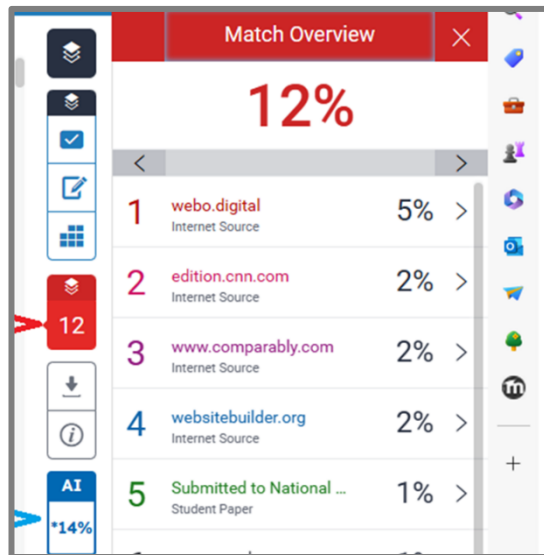 Match Overview
12%
1 webo.digital 5%
Internet Source
2 edition.cnn.com 2%
Internet Source
3 www.comparably.com 2%
Internet Source
4 websitebuilder.org 2%
Internet Source
5 Submitted to National ... 1%
Student Paper
12
AI
*14%